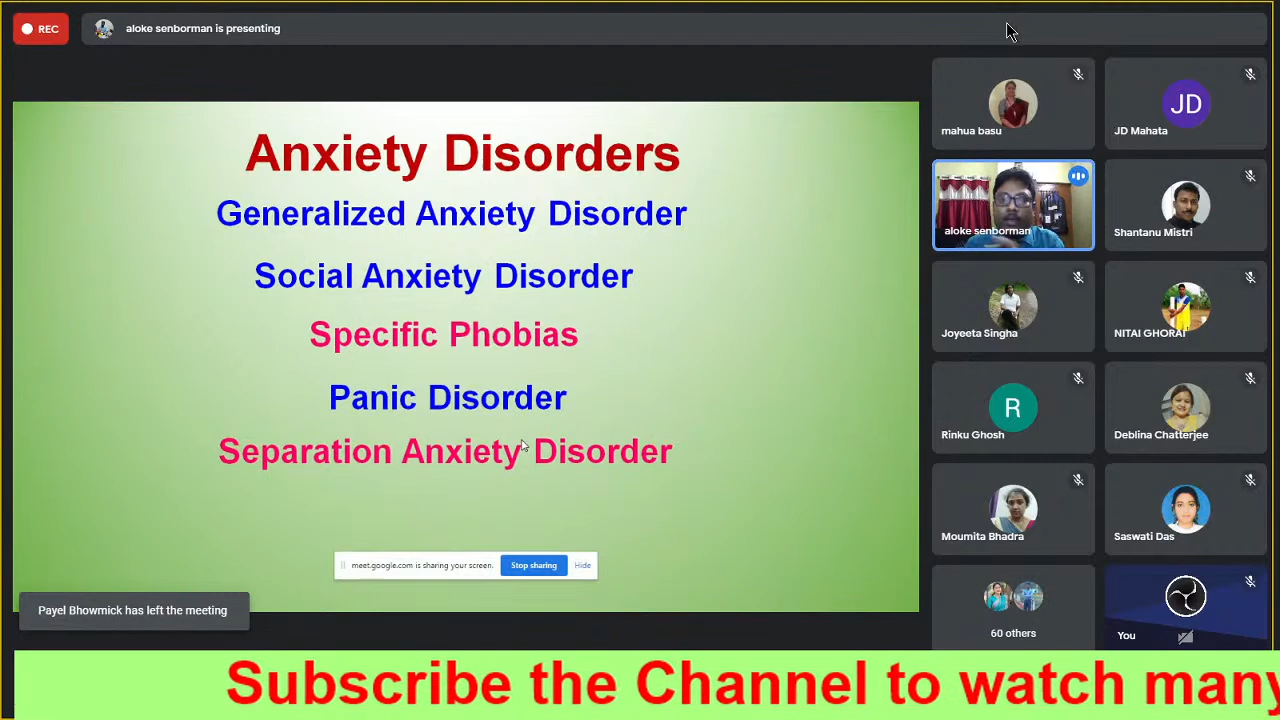 REC
aloke senborman is presenting
Anxiety Disorders
Generalized Anxiety Disorder
Social Anxiety Disorder
Specific Phobias
Panic Disorder
Separation Anxiety Disorder
meet.google.com is sharing your screen.
Stop sharing
Hide
Payel Bhowmick has left the meeting
mahua basu
JD
JD Mahata
aloke senborman
Shantanu Mistri
Joyeeta Singha
NITAI GHORAI
R
Rinku Ghosh
Deblina Chatterjee
Moumita Bhadra
Saswati Das
60 others
You
Subscribe the Channel to watch many